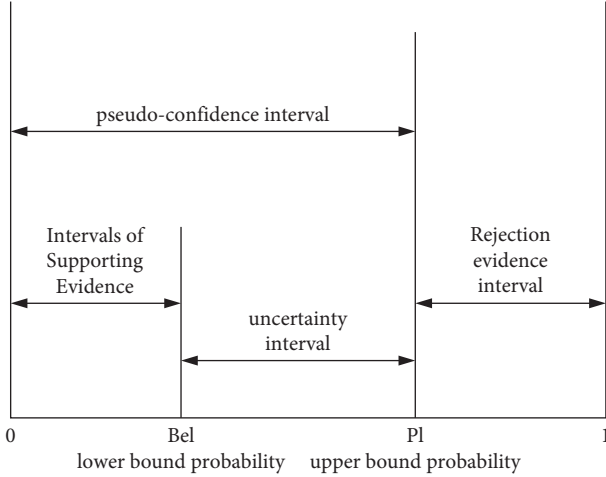 pseudo-confidence interval
Intervals of
Supporting
Evidence
Rejection
evidence
interval
uncertainty
interval
0 Bel Pl 1
lower bound probability upper bound probability